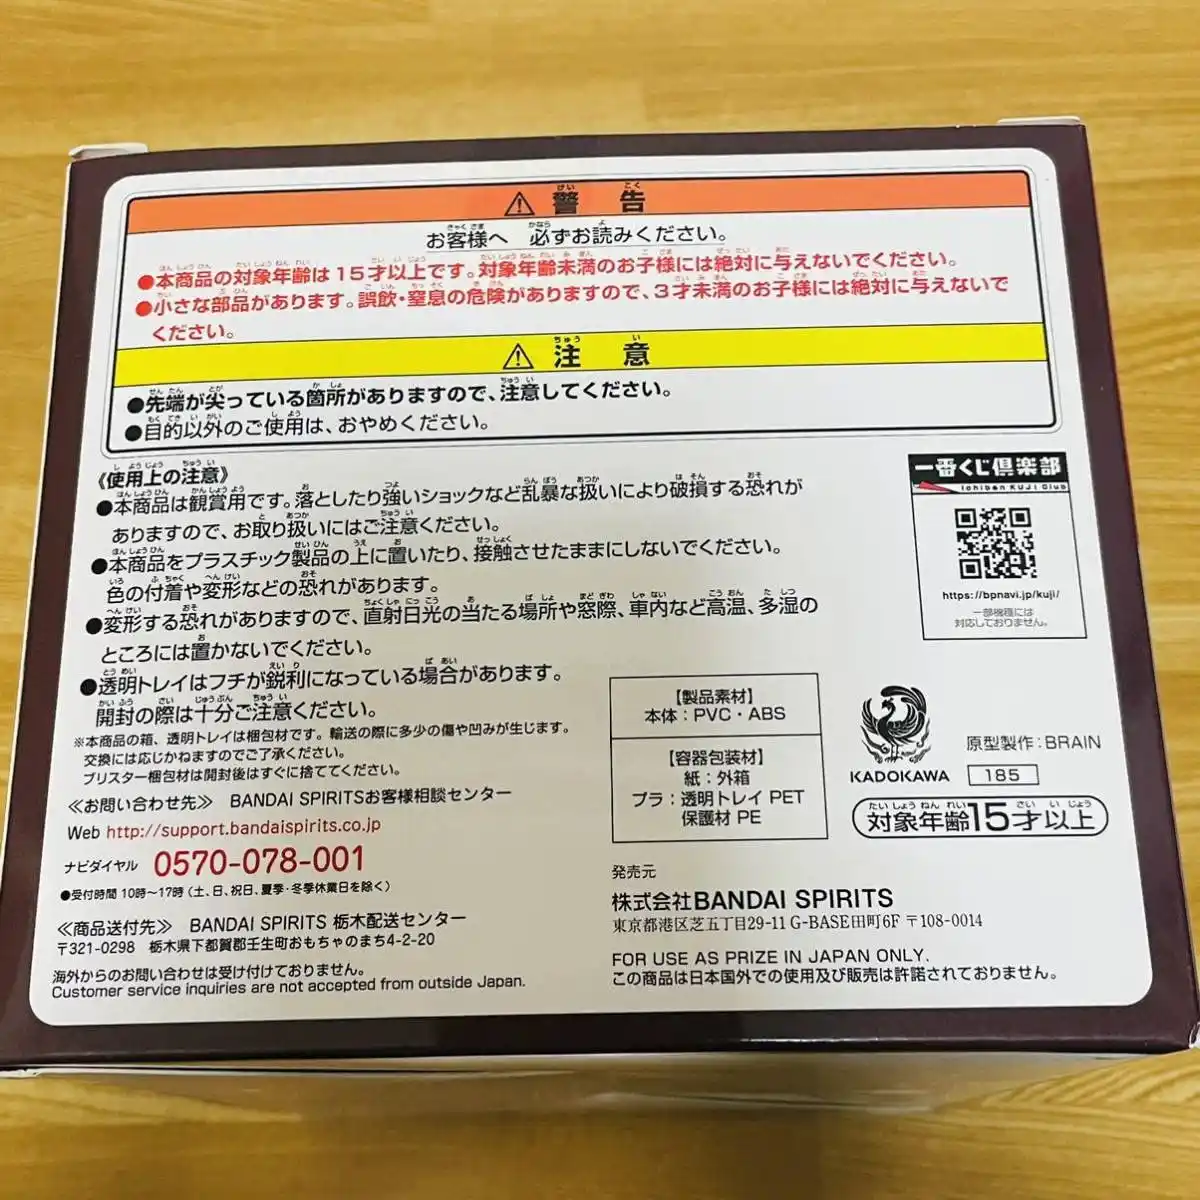 ⚠ 警告
お客様へ 必ずお読みください。
●本商品の対象年齢は15才以上です。対象年齢未満のお子様には絶対に与えないでください。
●小さな部品があります。誤飲・窒息の危険がありますので、3才未満のお子様には絶対に与えないで
ください。
⚠ 注意
●先端が尖っている箇所がありますので、注意してください。
●目的以外のご使用は、おやめください。
《使用上の注意》
●本商品は観賞用です。落としたり強いショックなど乱暴な扱いにより破損する恐れが
ありますので、お取り扱いにはご注意ください。
●本商品をプラスチック製品の上に置いたり、接触させたままにしないでください。
色の付着や変形などの恐れがあります。
●変形する恐れがありますので、直射日光の当たる場所や窓際、車内など高温、多湿の
ところには置かないでください。
●透明トレイはフチが鋭利になっている場合があります。
開封の際は十分ご注意ください。
※本商品の箱、透明トレイは梱包材です。輸送の際に多少の傷や凹みが生じます。
交換には応じかねますのでご了承ください。
ブリスター梱包材は開封後はすぐに捨ててください。
≪お問い合わせ先≫ BANDAI SPIRITSお客様相談センター
Web http://support.bandaispirits.co.jp
ナビダイヤル 0570-078-001
●受付時間 10時〜17時(土、日、祝日、夏季・冬季休業日を除く)
≪商品送付先≫ BANDAI SPIRITS 栃木配送センター
〒321-0298 栃木県下都賀郡壬生町おもちゃのまち4-2-20
海外からのお問い合わせは受け付けておりません。
Customer service inquiries are not accepted from outside Japan.
一番くじ倶楽部
Ichiban KUJI Club
https://bpnavi.jp/kuji/
一部機種には
対応しておりません。
【製品素材】
本体：PVC・ABS
【容器包装材】
紙：外箱
プラ：透明トレイ PET
保護材 PE
KADOKAWA
原型製作：BRAIN
185
対象年齢15才以上
発売元
株式会社BANDAI SPIRITS
東京都港区芝五丁目29-11 G-BASE田町6F 〒108-0014
FOR USE AS PRIZE IN JAPAN ONLY.
この商品は日本国外での使用及び販売は許諾されておりません。